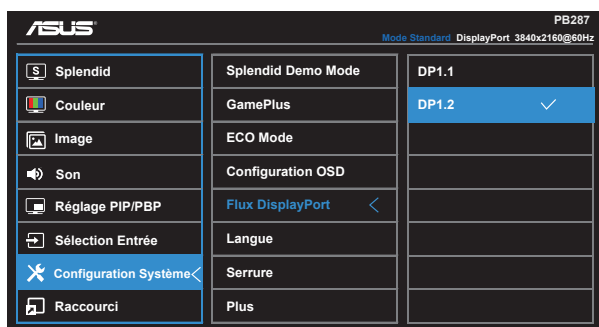 ASUS
PB287
Mode Standard DisplayPort 3840x2160@60Hz
S Splendid
Couleur
Image
Son
Réglage PIP/PBP
Sélection Entrée
Configuration Système
Raccourci
Splendid Demo Mode
GamePlus
ECO Mode
Configuration OSD
Flux DisplayPort
Langue
Serrure
Plus
DP1.1
DP1.2